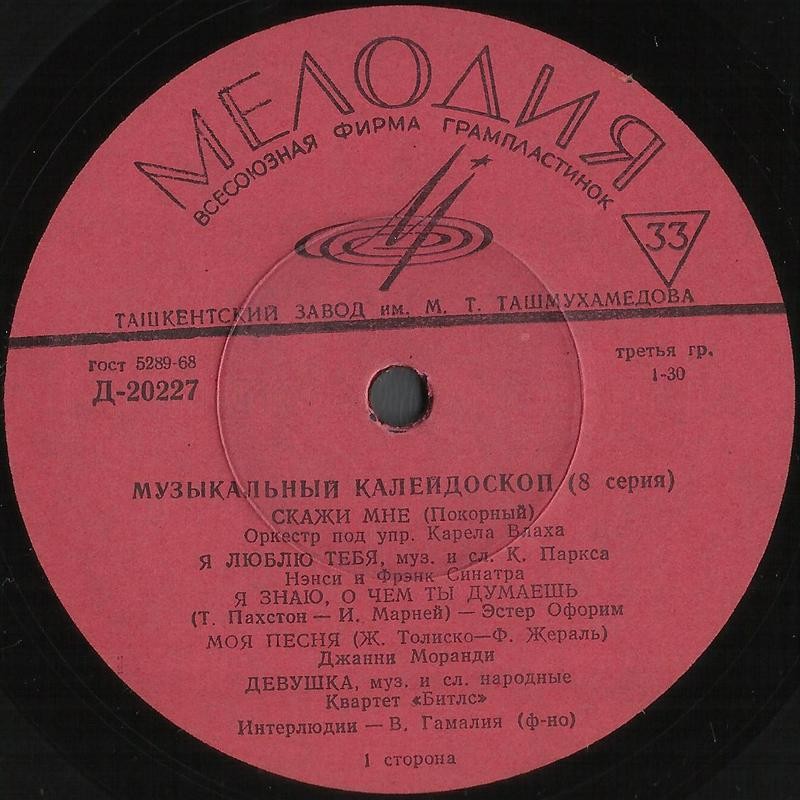 МЕЛОДИЯ
ВСЕСОЮЗНАЯ ФИРМА ГРАМПЛАСТИНОК
33
ТАШКЕНТСКИЙ ЗАВОД им. М. Т. ТАШМУХАМЕДОВА
гост 5289-68
Д-20227
третья гр.
1-30
МУЗЫКАЛЬНЫЙ КАЛЕЙДОСКОП (8 серия)
СКАЖИ МНЕ (Покорный)
Оркестр под упр. Карела Влаха
Я ЛЮБЛЮ ТЕБЯ, муз. и сл. К. Паркса
Нэнси и Фрэнк Синатра
Я ЗНАЮ, О ЧЕМ ТЫ ДУМАЕШЬ
(Т. Пахстон — И. Марней) — Эстер Офорим
МОЯ ПЕСНЯ (Ж. Толиско—Ф. Жераль)
Джанни Моранди
ДЕВУШКА, муз. и сл. народные
Квартет «Битлс»
Интерлюдии — В. Гамалия (ф-но)
1 сторона